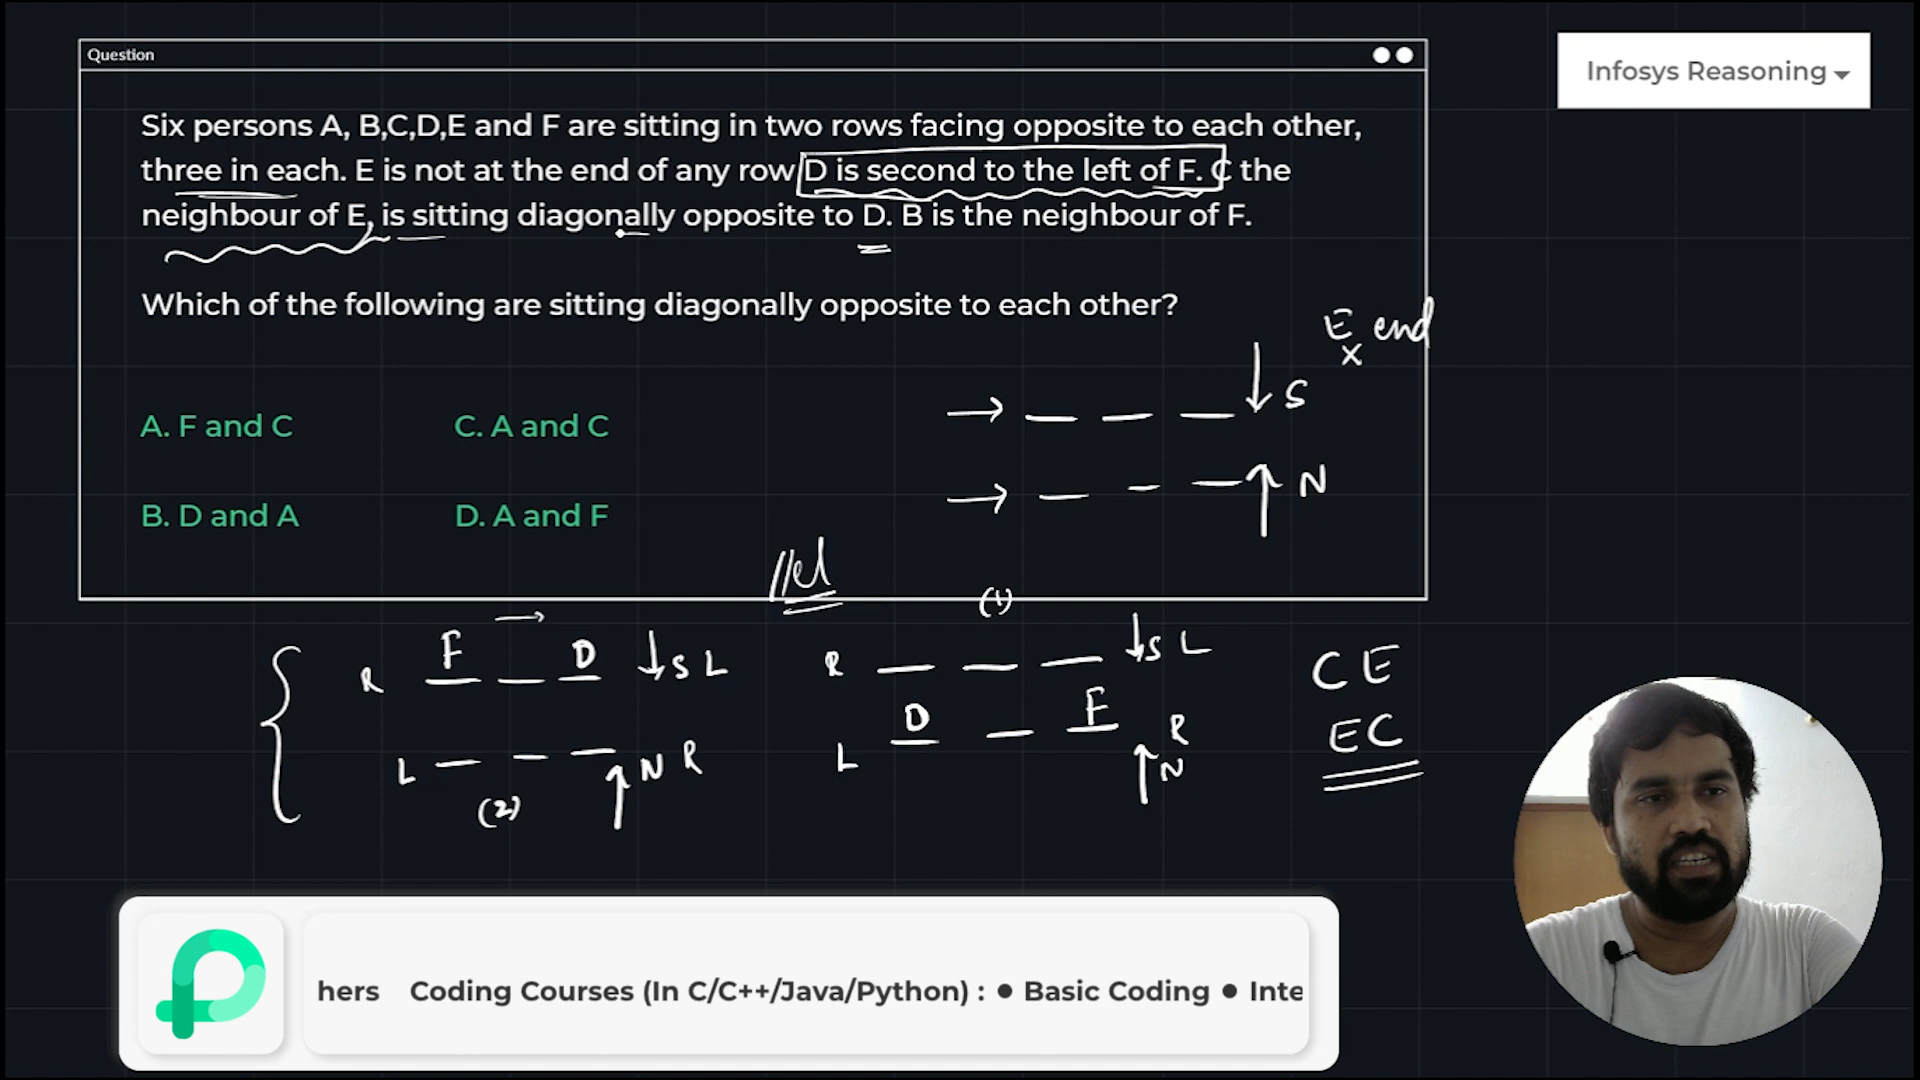 Question
Infosys Reasoning
Six persons A, B,C,D,E and F are sitting in two rows facing opposite to each other,
three in each. E is not at the end of any row D is second to the left of F. C the
neighbour of E, is sitting diagonally opposite to D. B is the neighbour of F.
Which of the following are sitting diagonally opposite to each other?
E end
x
A. F and C
C. A and C
S
N
B. D and A
D. A and F
//el
(1)
R F D S L
R S L
C E
L N R
L D F R
N
E C
(2)
hers Coding Courses (In C/C++/Java/Python) : ● Basic Coding ● Inte